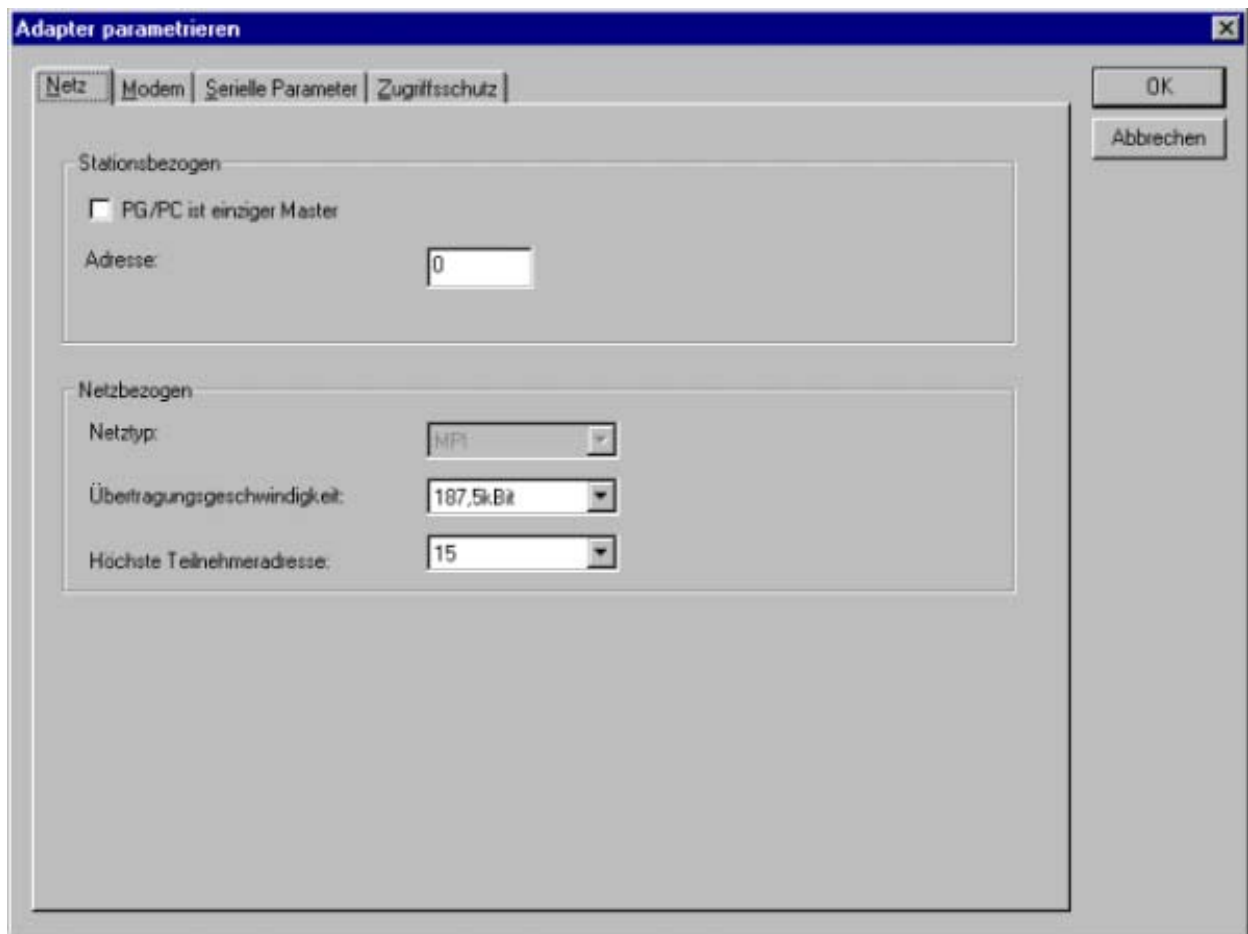 Adapter parametrieren
Netz Modem Serielle Parameter Zugriffsschutz
OK
Abbrechen
Stationsbezogen
PG/PC ist einziger Master
Adresse: 0
Netzbezogen
Netztyp: MPI
Übertragungsgeschwindigkeit: 187,5kBit
Höchste Teilnehmeradresse: 15